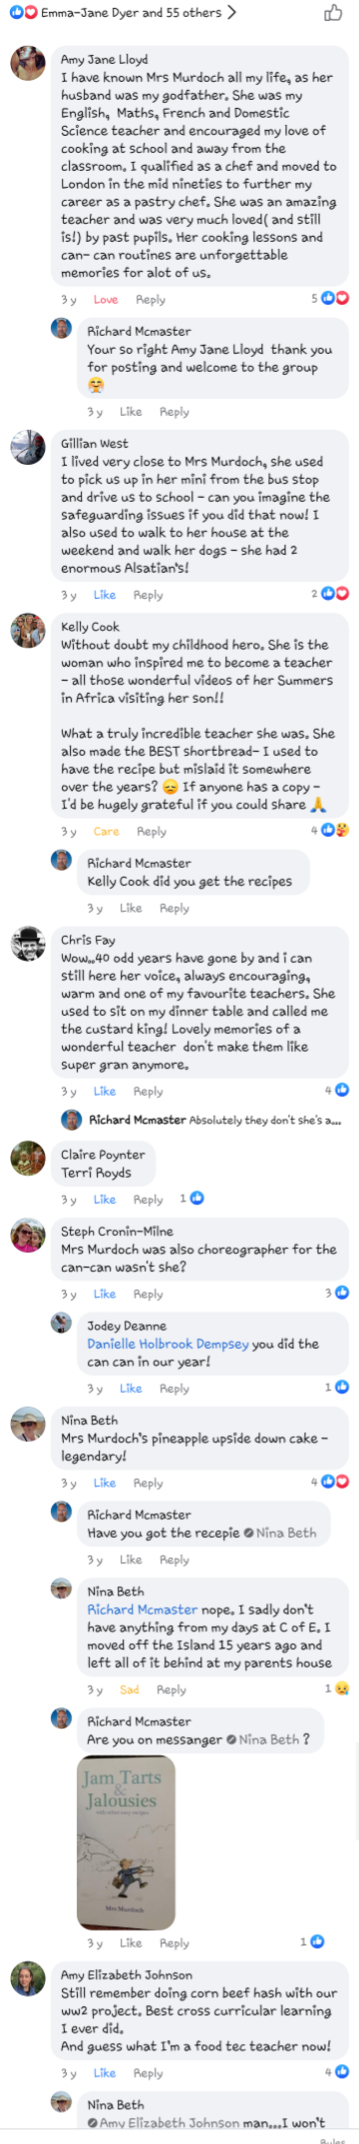 Emma-Jane Dyer and 55 others
Amy Jane Lloyd
I have known Mrs Murdoch all my life, as her
husband was my godfather. She was my
English, Maths, French and Domestic
Science teacher and encouraged my love of
cooking at school and away from the
classroom. I qualified as a chef and moved to
London in the mid nineties to further my
career as a pastry chef. She was an amazing
teacher and was very much loved( and still
is!) by past pupils. Her cooking lessons and
can- can routines are unforgettable
memories for alot of us.
3 y Love Reply 5
Richard Mcmaster
Your so right Amy Jane Lloyd thank you
for posting and welcome to the group
🤗
3 y Like Reply
Gillian West
I lived very close to Mrs Murdoch, she used
to pick us up in her mini from the bus stop
and drive us to school - can you imagine the
safeguarding issues if you did that now! I
also used to walk to her house at the
weekend and walk her dogs - she had 2
enormous Alsatian's!
3 y Like Reply 2
Kelly Cook
Without doubt my childhood hero. She is the
woman who inspired me to become a teacher
- all those wonderful videos of her Summers
in Africa visiting her son!!
What a truly incredible teacher she was. She
also made the BEST shortbread- I used to
have the recipe but mislaid it somewhere
over the years? 😞 If anyone has a copy -
I'd be hugely grateful if you could share 🙏
3 y Care Reply 4
Richard Mcmaster
Kelly Cook did you get the recipes
3 y Like Reply
Chris Fay
Wow..40 odd years have gone by and i can
still here her voice, always encouraging,
warm and one of my favourite teachers. She
used to sit on my dinner table and called me
the custard king! Lovely memories of a
wonderful teacher don't make them like
super gran anymore.
3 y Like Reply 4
Richard Mcmaster Absolutely they don't she's a...
Claire Poynter
Terri Royds
3 y Like Reply 1
Steph Cronin-Milne
Mrs Murdoch was also choreographer for the
can-can wasn't she?
3 y Like Reply 3
Jodey Deanne
Danielle Holbrook Dempsey you did the
can can in our year!
3 y Like Reply 1
Nina Beth
Mrs Murdoch's pineapple upside down cake -
legendary!
3 y Like Reply 4
Richard Mcmaster
Have you got the recepie Nina Beth
3 y Like Reply
Nina Beth
Richard Mcmaster nope. I sadly don't
have anything from my days at C of E. I
moved off the Island 15 years ago and
left all of it behind at my parents house
3 y Sad Reply 1
Richard Mcmaster
Are you on messanger Nina Beth ?
Jam Tarts
&
Jalousies
Mrs Murdoch
3 y Like Reply 1
Amy Elizabeth Johnson
Still remember doing corn beef hash with our
ww2 project. Best cross curricular learning
I ever did.
And guess what I'm a food tec teacher now!
3 y Like Reply 4
Nina Beth
Amy Elizabeth Johnson man...I won't